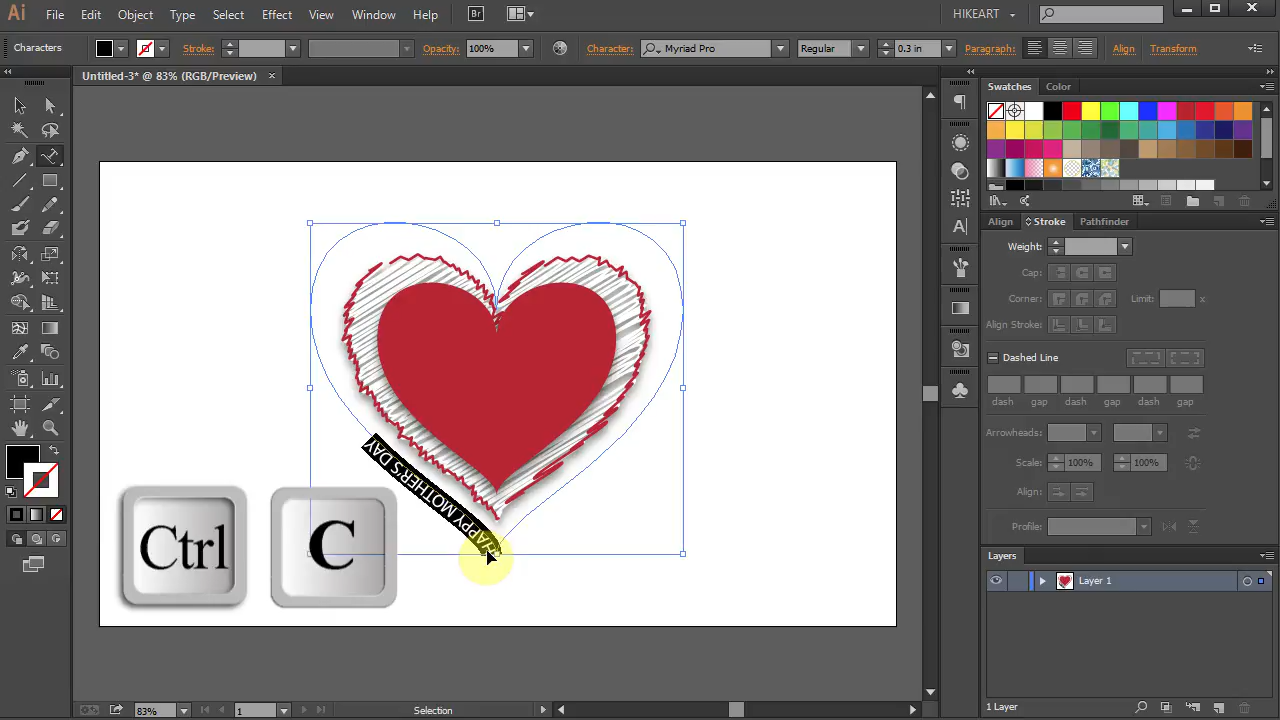 Ai File Edit Object Type Select Effect View Window Help Br HIKEART
Characters Stroke: Opacity: 100% Character: Myriad Pro Regular 0.3 in Paragraph: Align Transform
Untitled-3* @ 83% (RGB/Preview) ×
Swatches Color
Align Stroke Pathfinder
Weight:
Cap:
Corner: Limit: x
Align Stroke:
Dashed Line
dash gap dash gap dash gap
Arrowheads:
Scale: 100% 100%
Align:
Profile:
Layers
Layer 1
1 Layer
HAPPY MOTHER'S DAY
Ctrl C
83% 1 Selection